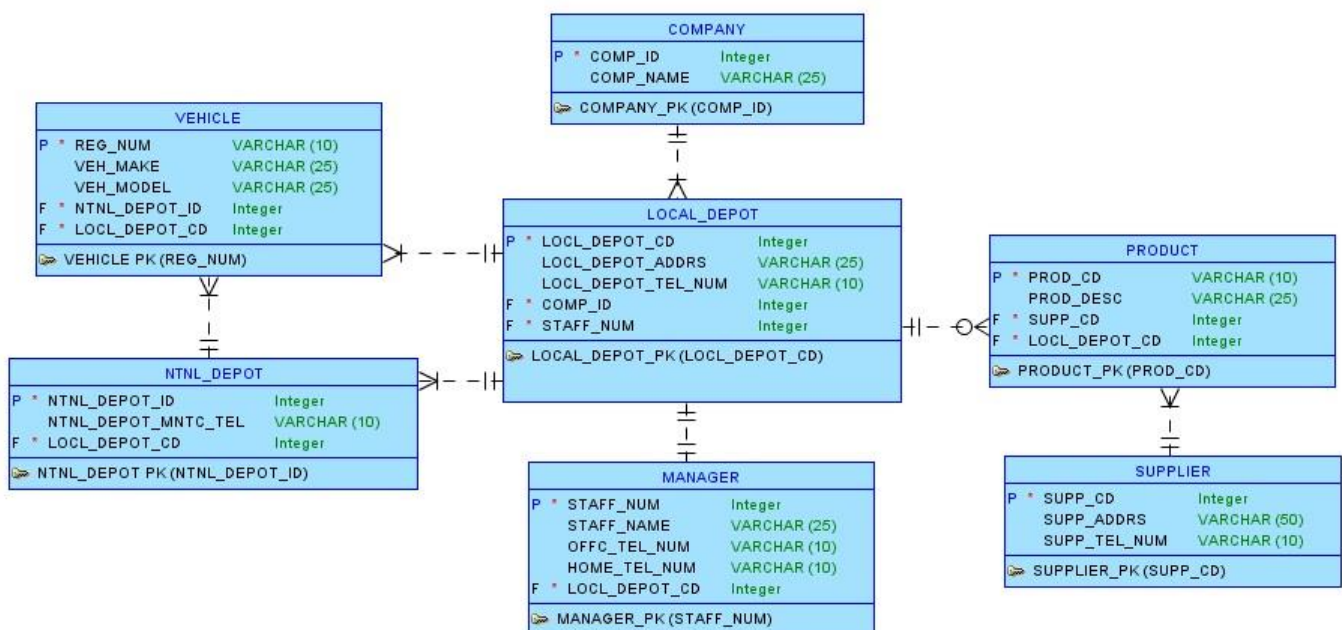 COMPANY
P * COMP_ID Integer
COMP_NAME VARCHAR (25)
COMPANY_PK (COMP_ID)
VEHICLE
P * REG_NUM VARCHAR (10)
VEH_MAKE VARCHAR (25)
VEH_MODEL VARCHAR (25)
F * NTNL_DEPOT_ID Integer
F * LOCL_DEPOT_CD Integer
VEHICLE PK (REG_NUM)
LOCAL_DEPOT
P * LOCL_DEPOT_CD Integer
LOCL_DEPOT_ADDRS VARCHAR (25)
LOCL_DEPOT_TEL_NUM VARCHAR (10)
F * COMP_ID Integer
F * STAFF_NUM Integer
LOCAL_DEPOT_PK (LOCL_DEPOT_CD)
PRODUCT
P * PROD_CD VARCHAR (10)
PROD_DESC VARCHAR (25)
F * SUPP_CD Integer
F * LOCL_DEPOT_CD Integer
PRODUCT_PK (PROD_CD)
NTNL_DEPOT
P * NTNL_DEPOT_ID Integer
NTNL_DEPOT_MNTC_TEL VARCHAR (10)
F * LOCL_DEPOT_CD Integer
NTNL_DEPOT PK (NTNL_DEPOT_ID)
MANAGER
P * STAFF_NUM Integer
STAFF_NAME VARCHAR (25)
OFFC_TEL_NUM VARCHAR (10)
HOME_TEL_NUM VARCHAR (10)
F * LOCL_DEPOT_CD Integer
MANAGER_PK (STAFF_NUM)
SUPPLIER
P * SUPP_CD Integer
SUPP_ADDRS VARCHAR (50)
SUPP_TEL_NUM VARCHAR (10)
SUPPLIER_PK (SUPP_CD)